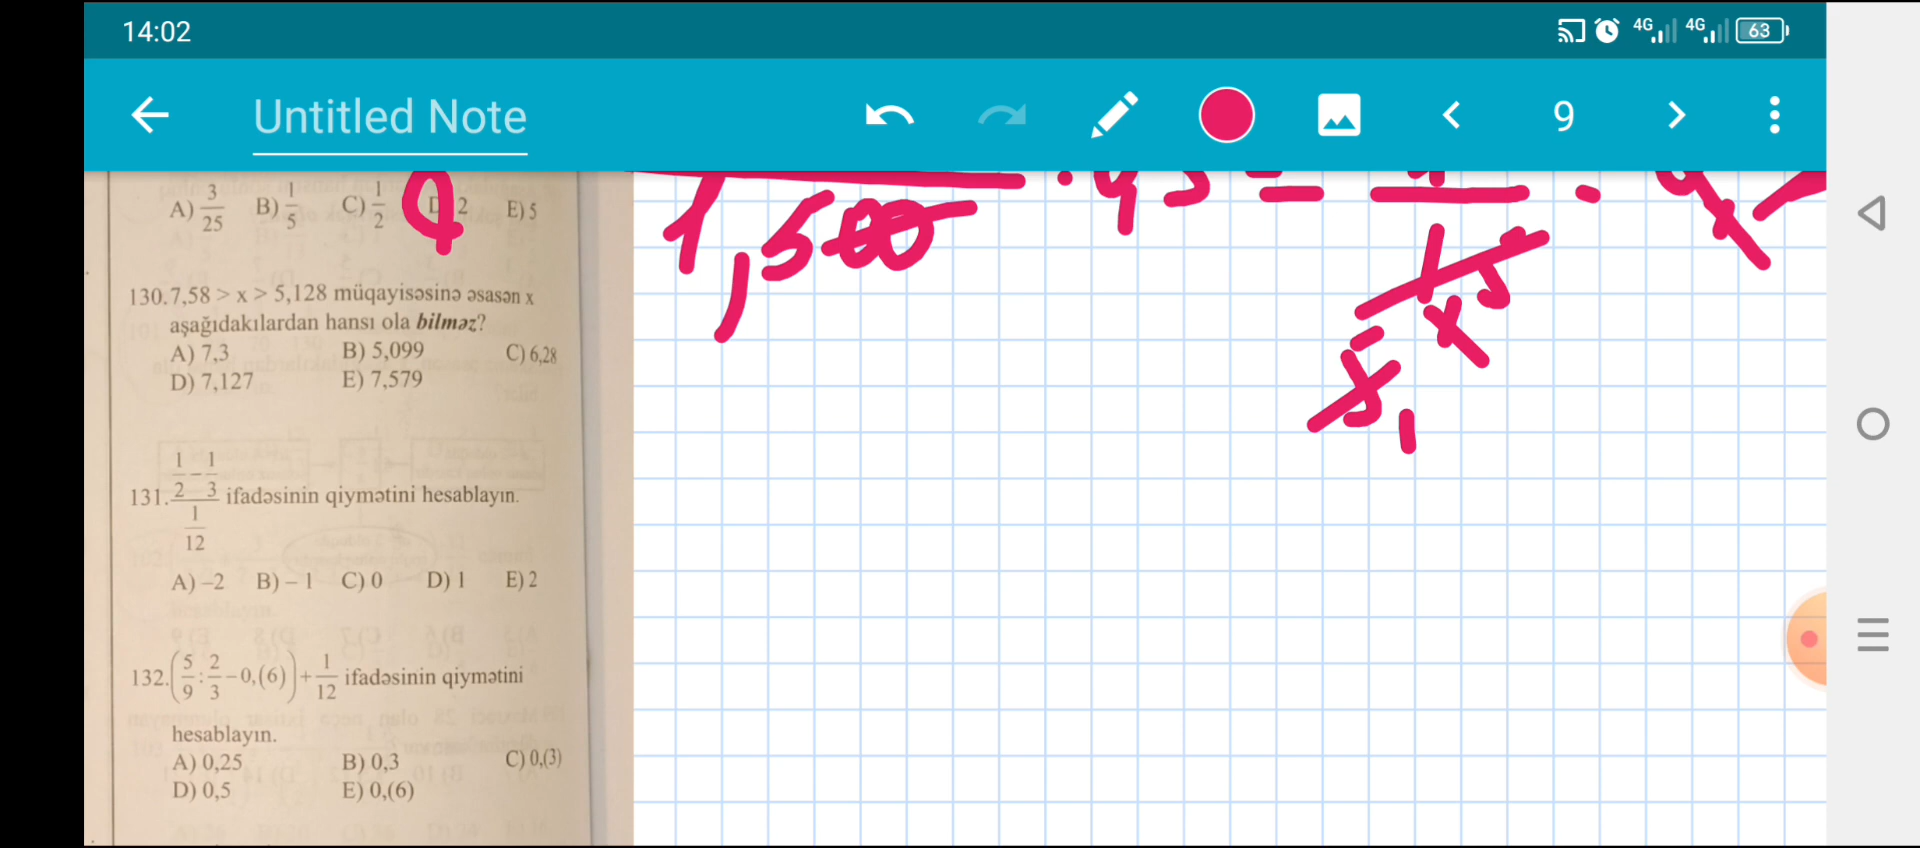 14:02
4G 4G 63
Untitled Note
9
A) 3/25 B) 1/5 C) 1/2 D 2 E) 5
130. 7,58 > x > 5,128 müqayisəsinə əsasən x
aşağıdakılardan hansı ola bilməz?
A) 7,3 B) 5,099 C) 6,28
D) 7,127 E) 7,579
131. (1/2 − 1/3)/(1/12) ifadəsinin qiymətini hesablayın.
A) −2 B) − 1 C) 0 D) 1 E) 2
132. (5/9 : 2/3 − 0,(6)) + 1/12 ifadəsinin qiymətini
hesablayın.
A) 0,25 B) 0,3 C) 0,(3)
D) 0,5 E) 0,(6)
1,500